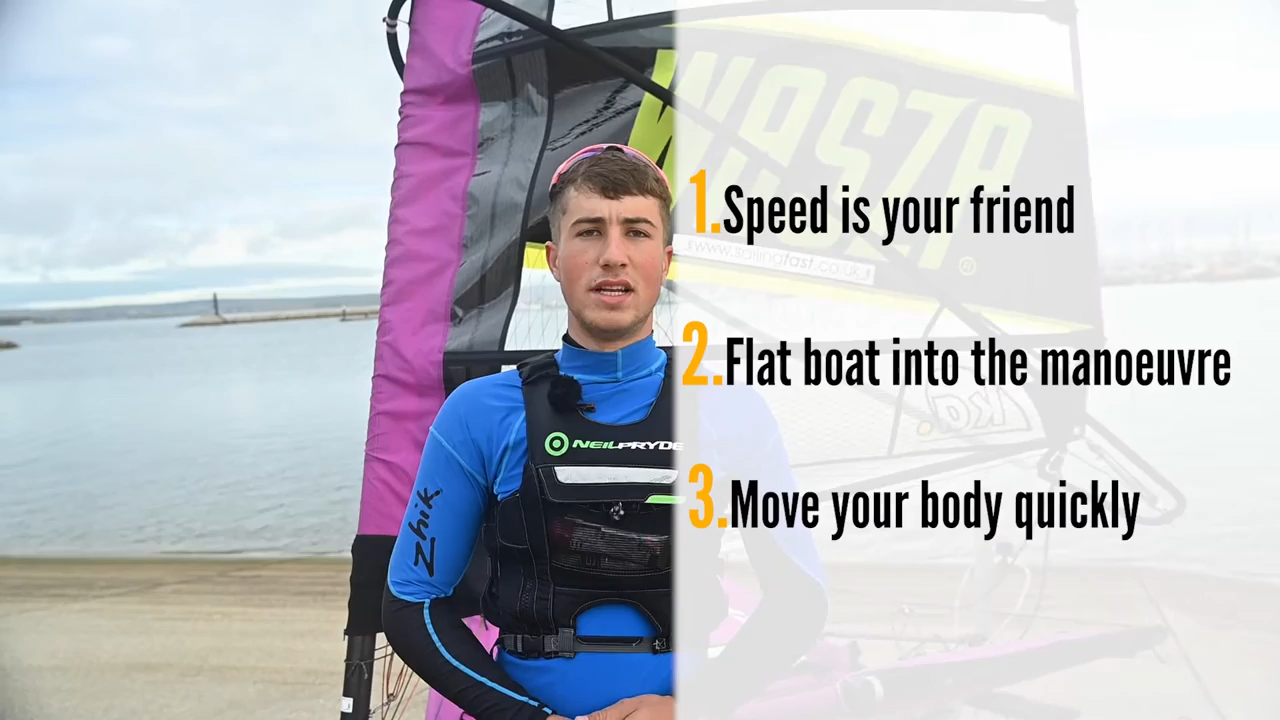 WASZP
®
1.Speed is your friend
www.sailingfast.co.uk
2.Flat boat into the manoeuvre
NEILPRYDE
3.Move your body quickly
zhik